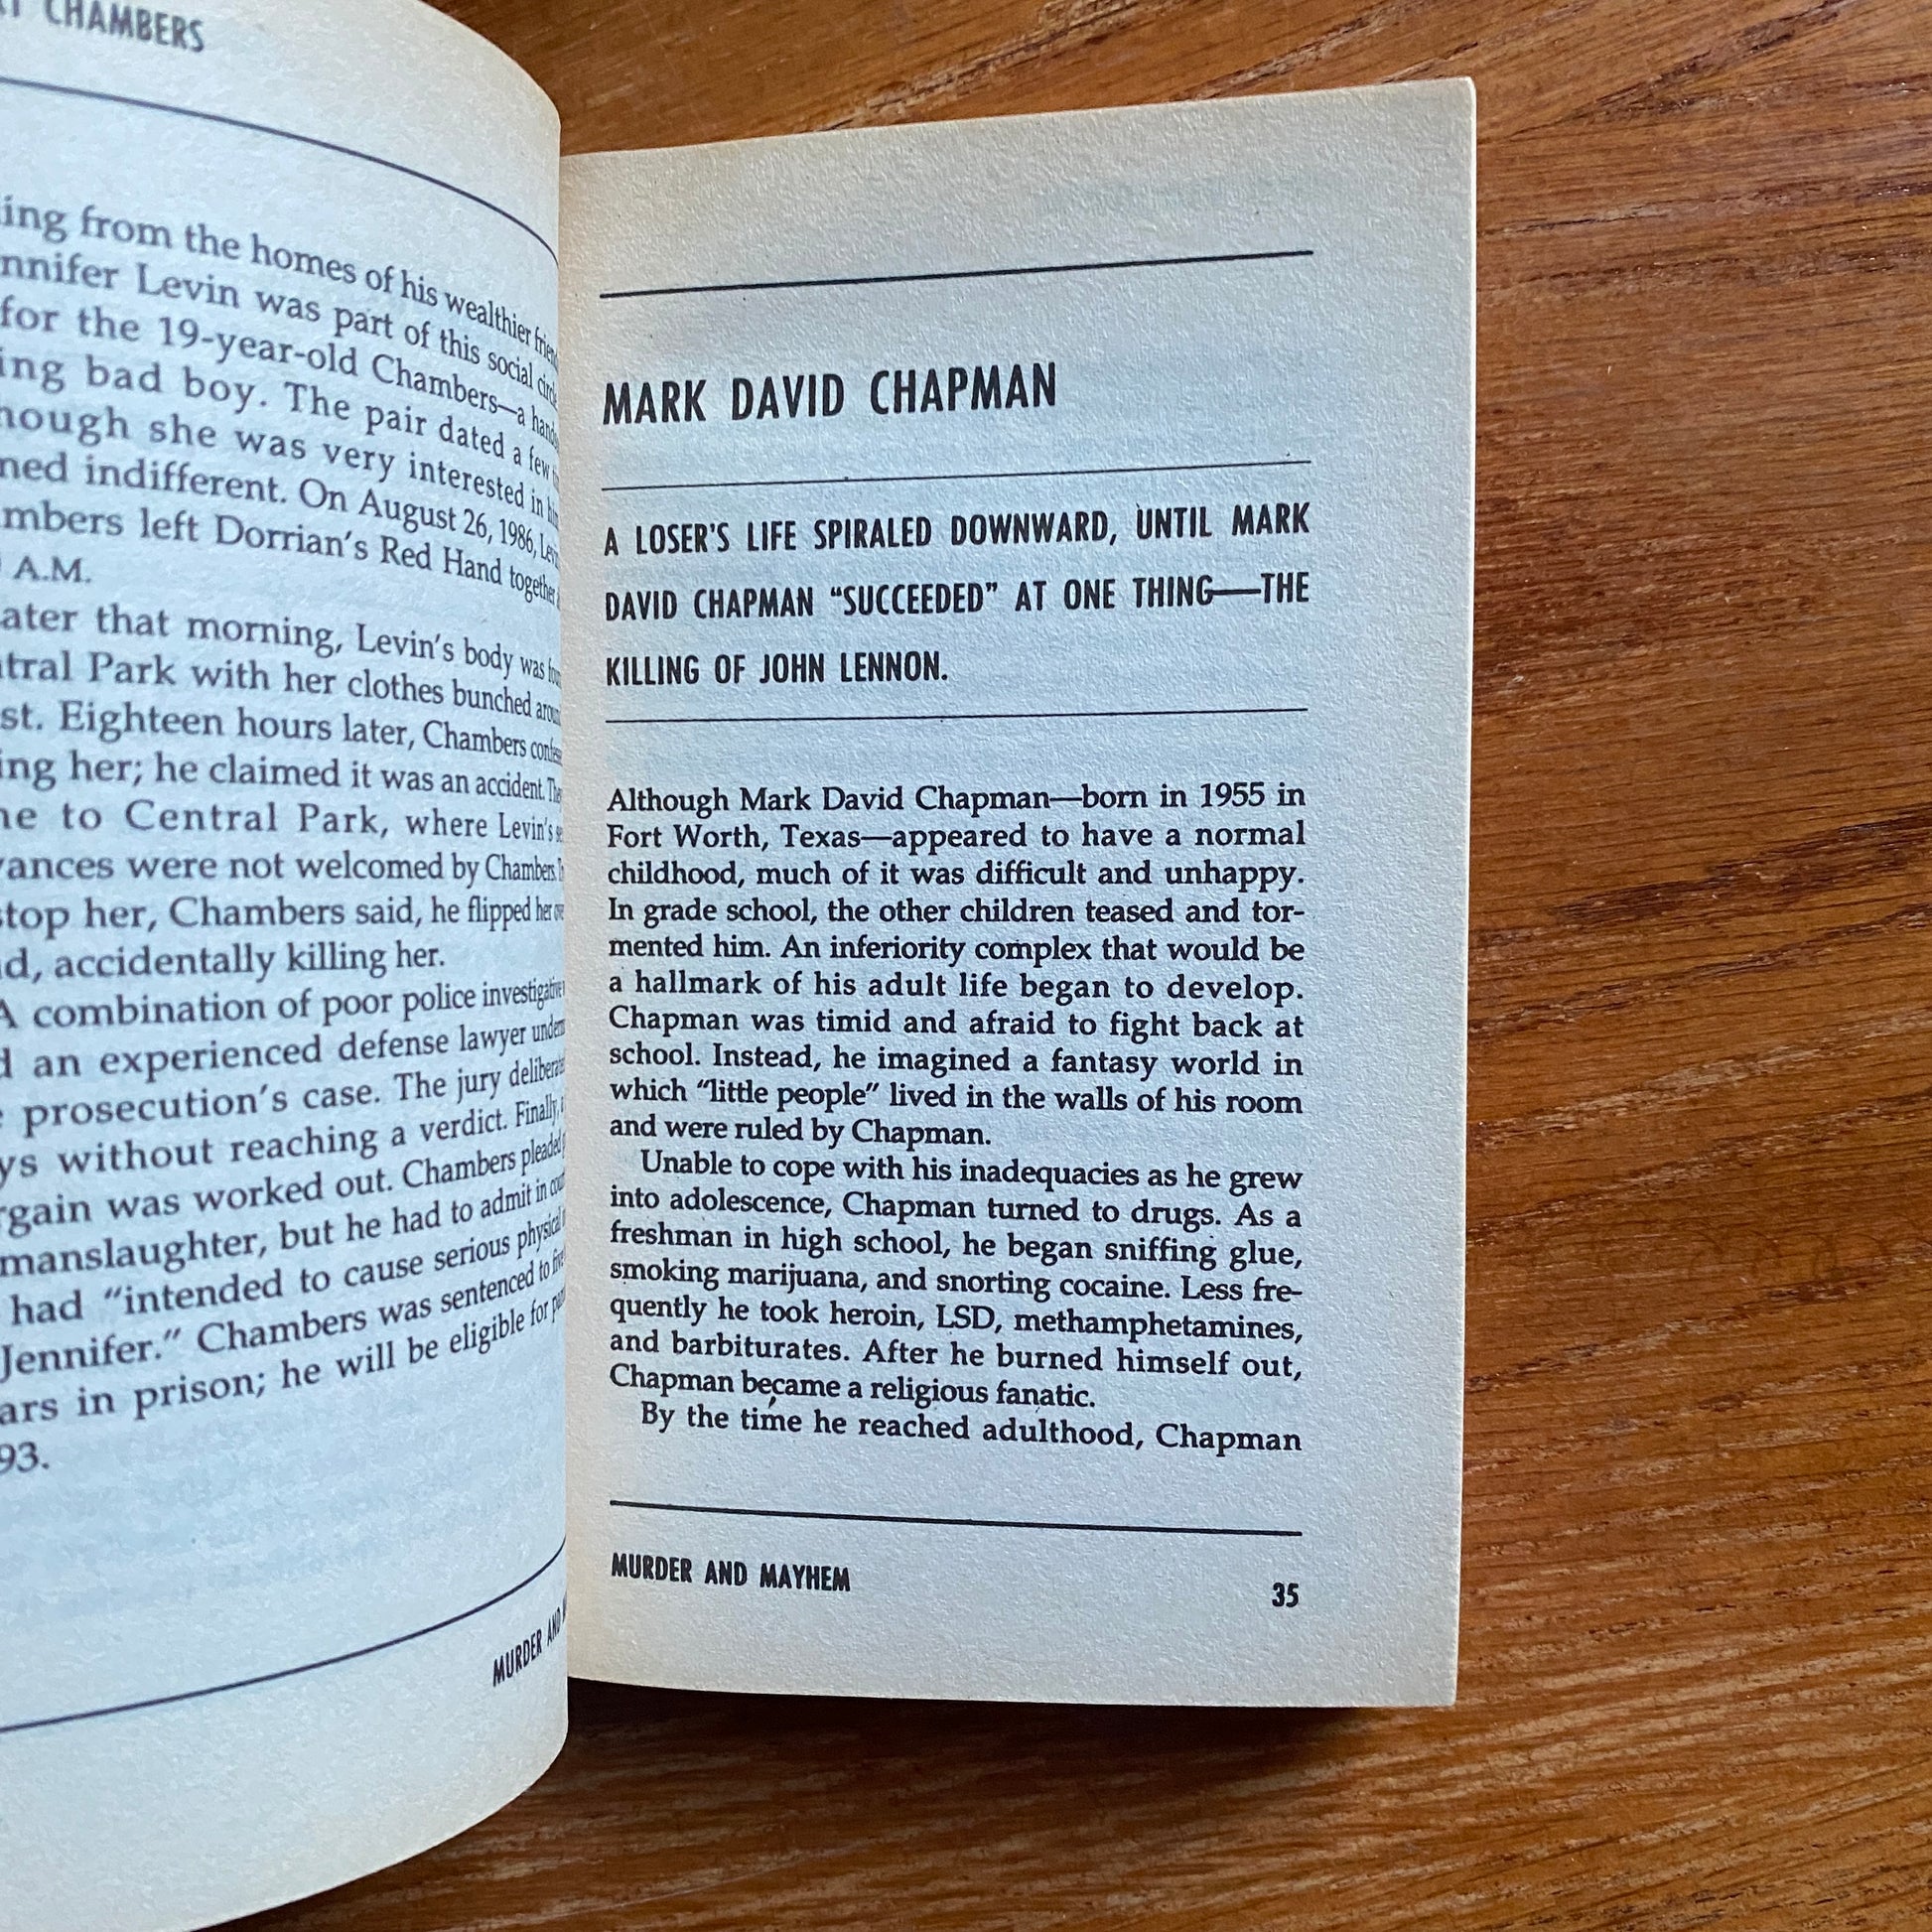 CHAMBERS
ing from the homes of his wealthier
nnifer Levin was part of this social
for the 19-year-old Chambers—a
ing bad boy. The pair dated a few
hough she was very interested in
ned indifferent. On August 26, 1986,
mbers left Dorrian's Red Hand together
A.M.
ater that morning, Levin's body was
tral Park with her clothes bunched
st. Eighteen hours later, Chambers
ing her; he claimed it was an accident.
ne to Central Park, where Levin's
vances were not welcomed by Chambers.
stop her, Chambers said, he flipped her
d, accidentally killing her.
A combination of poor police
d an experienced defense lawyer
prosecution's case. The jury
ys without reaching a verdict. Finally,
rgain was worked out. Chambers pleaded
manslaughter, but he had to admit in
had "intended to cause serious physical
Jennifer." Chambers was sentenced to
ars in prison; he will be eligible for
93.
MURDER AND
MARK DAVID CHAPMAN
A LOSER'S LIFE SPIRALED DOWNWARD, UNTIL MARK
DAVID CHAPMAN “SUCCEEDED” AT ONE THING—THE
KILLING OF JOHN LENNON.
Although Mark David Chapman—born in 1955 in
Fort Worth, Texas—appeared to have a normal
childhood, much of it was difficult and unhappy.
In grade school, the other children teased and tor-
mented him. An inferiority complex that would be
a hallmark of his adult life began to develop.
Chapman was timid and afraid to fight back at
school. Instead, he imagined a fantasy world in
which “little people” lived in the walls of his room
and were ruled by Chapman.
Unable to cope with his inadequacies as he grew
into adolescence, Chapman turned to drugs. As a
freshman in high school, he began sniffing glue,
smoking marijuana, and snorting cocaine. Less fre-
quently he took heroin, LSD, methamphetamines,
and barbiturates. After he burned himself out,
Chapman became a religious fanatic.
By the time he reached adulthood, Chapman
MURDER AND MAYHEM
35